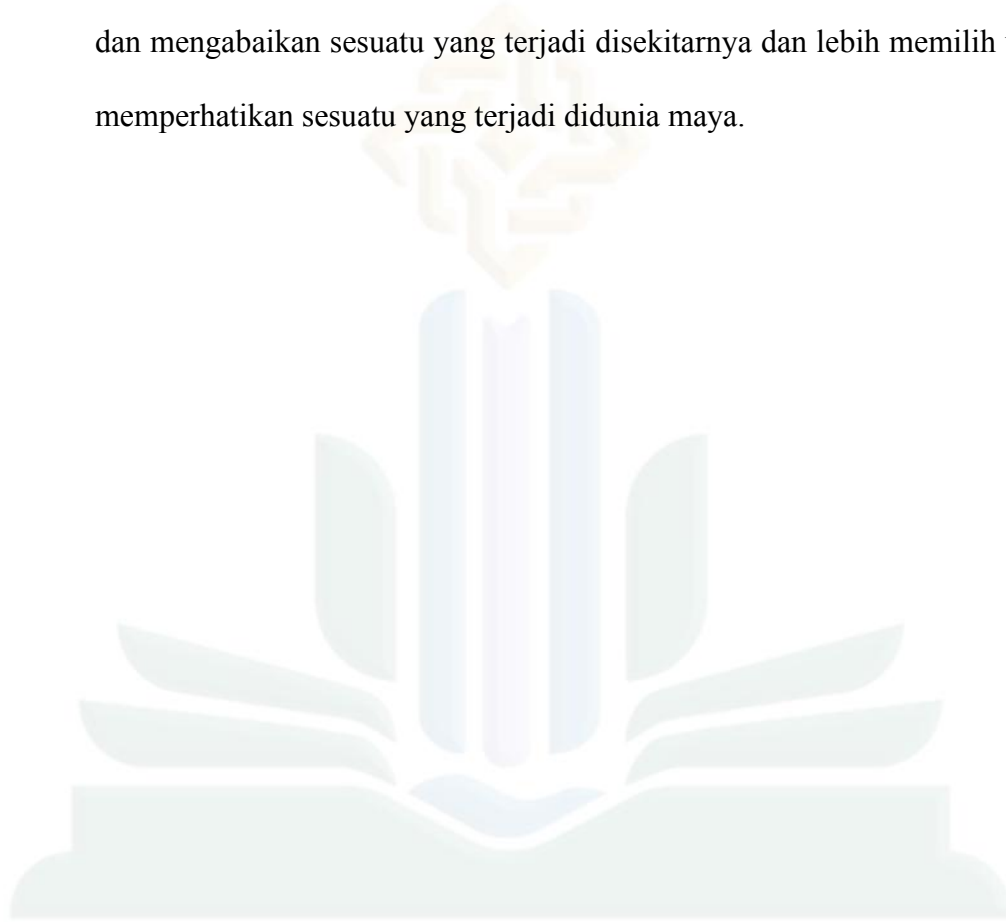 dan mengabaikan sesuatu yang terjadi disekitarnya dan lebih memilih
memperhatikan sesuatu yang terjadi didunia maya.